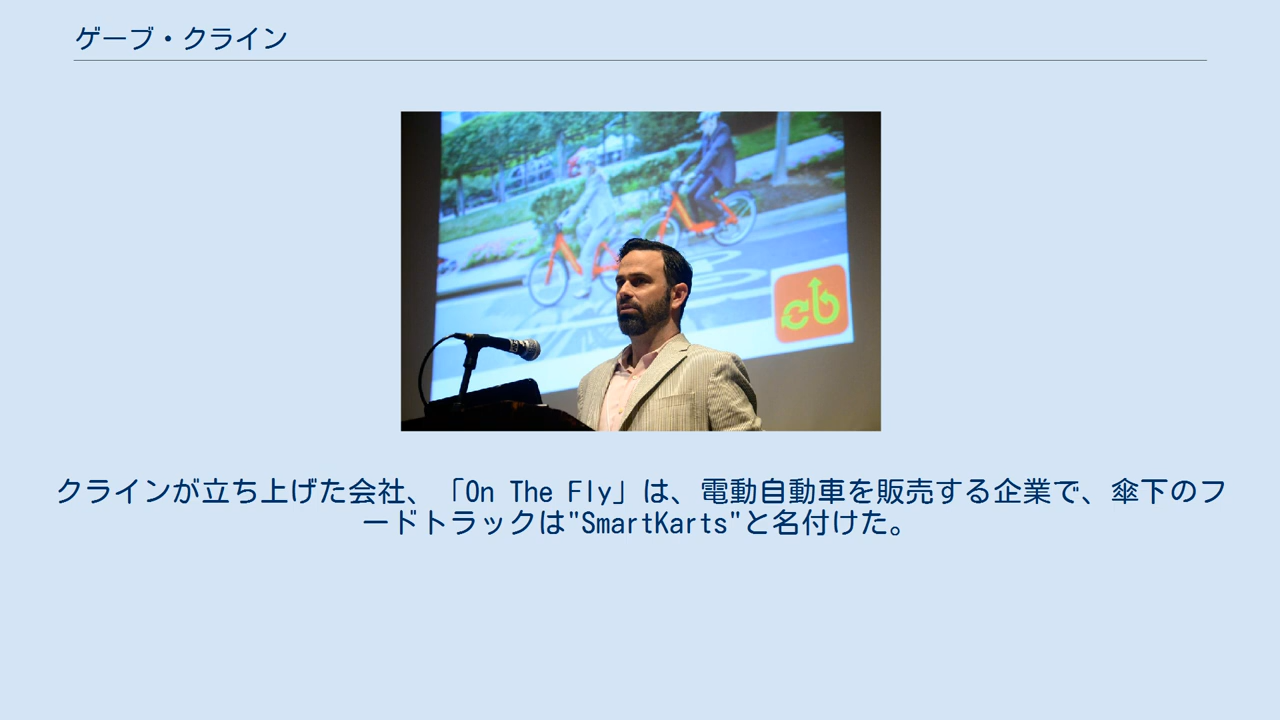 ゲーブ・クライン
cb
クラインが立ち上げた会社、「On The Fly」は、電動自動車を販売する企業で、傘下のフ
ードトラックは"SmartKarts"と名付けた。